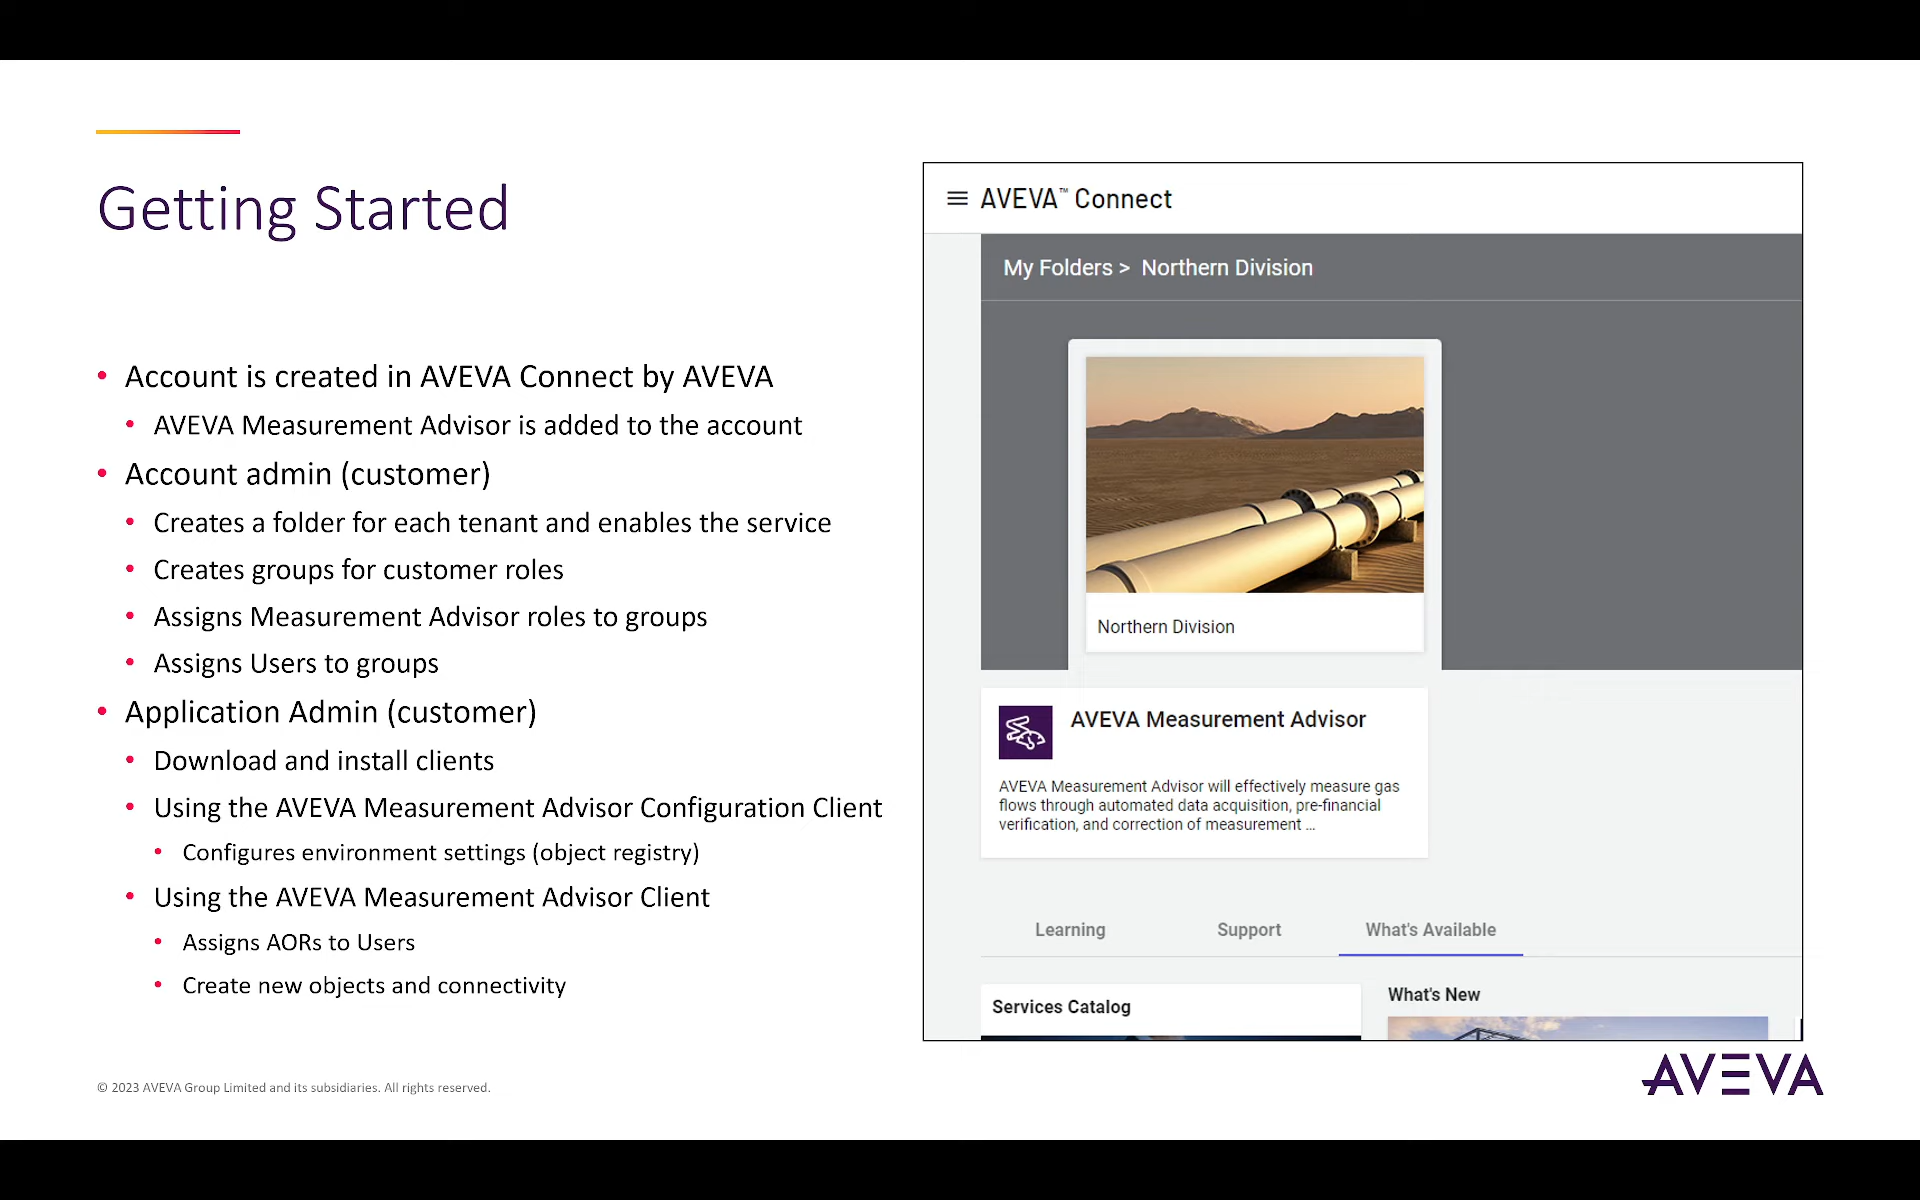 Getting Started
• Account is created in AVEVA Connect by AVEVA
• AVEVA Measurement Advisor is added to the account
• Account admin (customer)
• Creates a folder for each tenant and enables the service
• Creates groups for customer roles
• Assigns Measurement Advisor roles to groups
• Assigns Users to groups
• Application Admin (customer)
• Download and install clients
• Using the AVEVA Measurement Advisor Configuration Client
• Configures environment settings (object registry)
• Using the AVEVA Measurement Advisor Client
• Assigns AORs to Users
• Create new objects and connectivity
AVEVA™ Connect
My Folders > Northern Division
Northern Division
AVEVA Measurement Advisor
AVEVA Measurement Advisor will effectively measure gas
flows through automated data acquisition, pre-financial
verification, and correction of measurement ...
Learning Support What's Available
Services Catalog
What's New
© 2023 AVEVA Group Limited and its subsidiaries. All rights reserved.
AVEVA